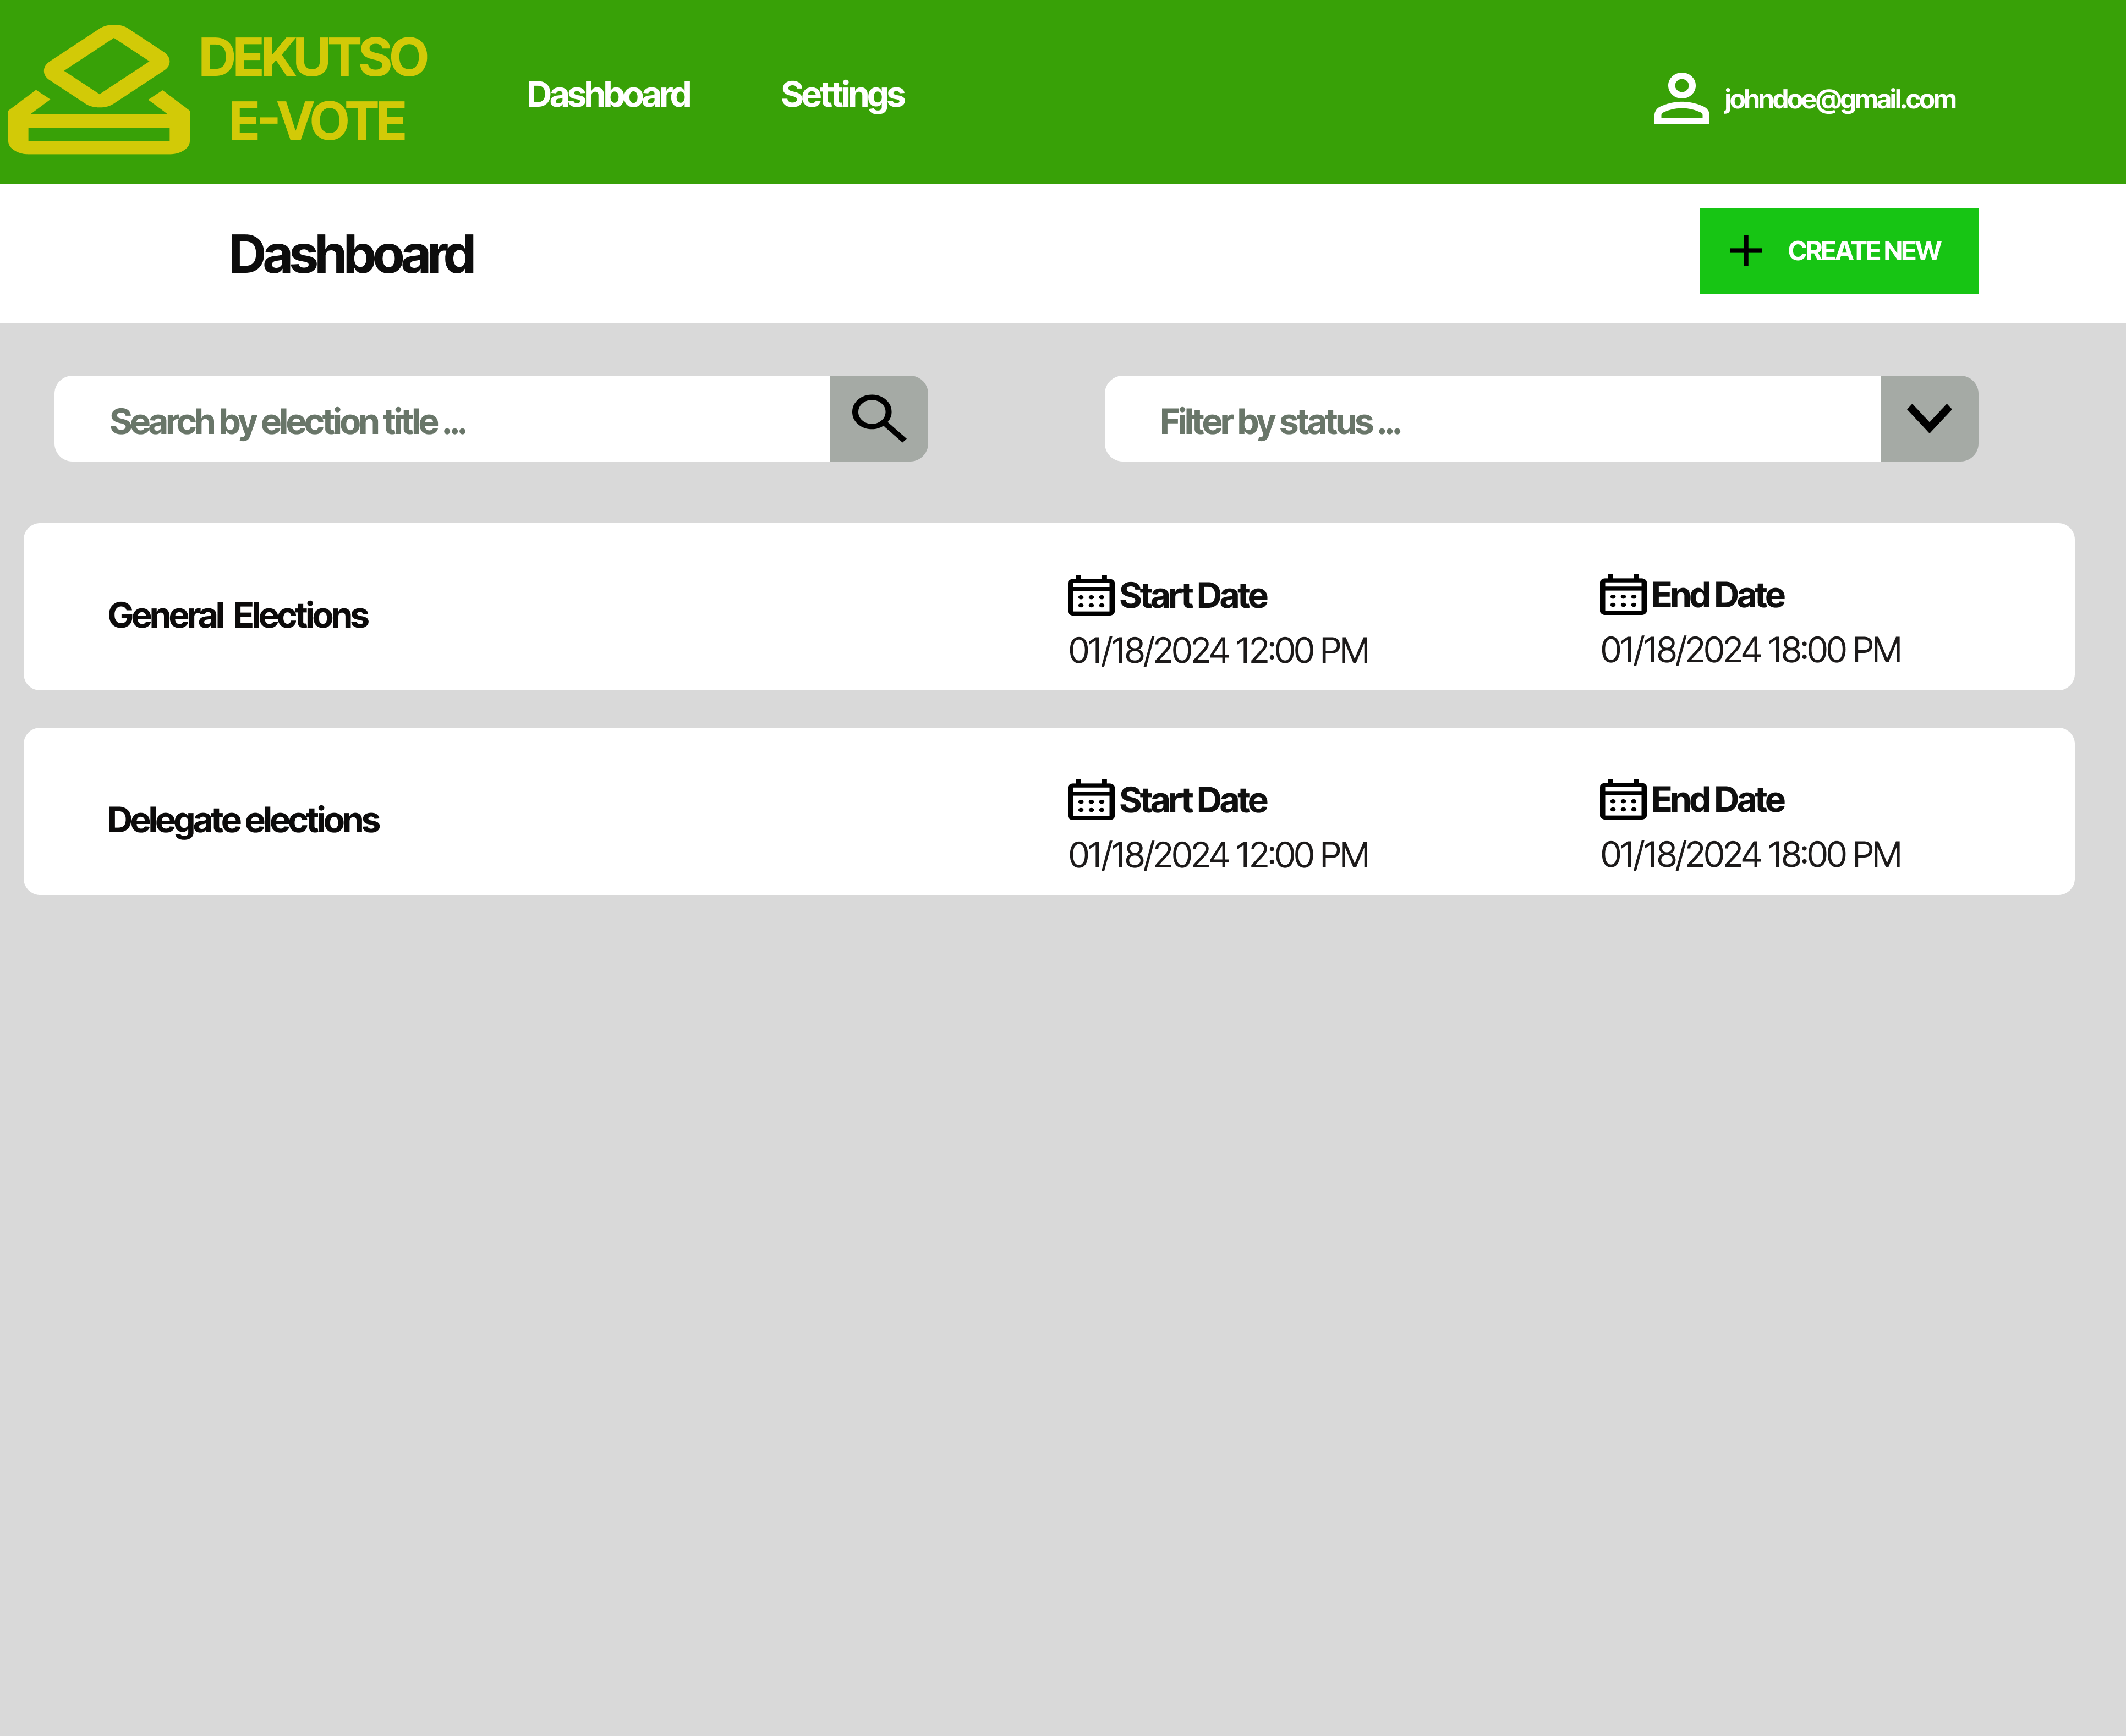 DEKUTSO
E-VOTE
Dashboard
Settings
johndoe@gmail.com
Dashboard
CREATE NEW
Search by election title ...
Filter by status ...
General Elections
Start Date
01/18/2024 12:00 PM
End Date
01/18/2024 18:00 PM
Delegate elections
Start Date
01/18/2024 12:00 PM
End Date
01/18/2024 18:00 PM